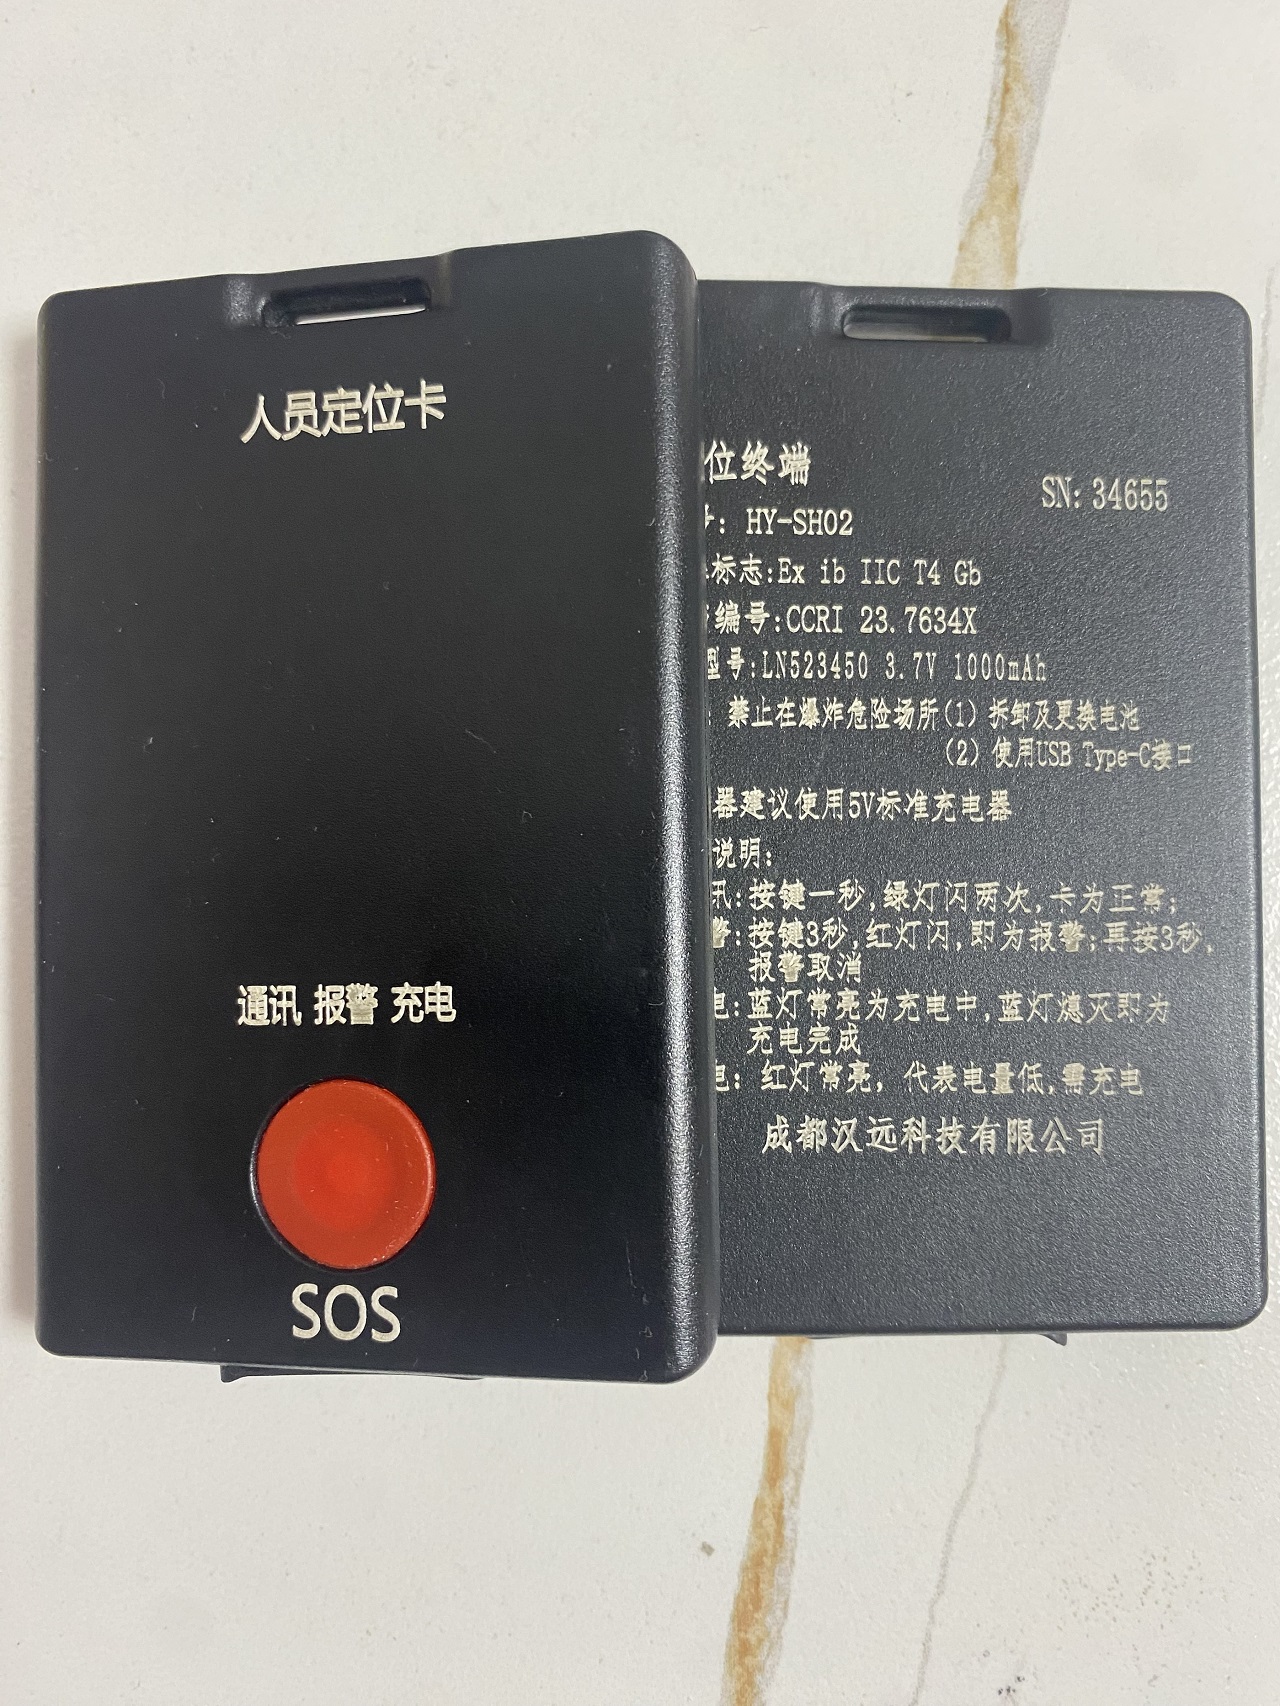 人员定位卡
通讯 报警 充电
SOS
位终端
SN: 34655
号: HY-SH02
标志:Ex ib IIC T4 Gb
编号:CCRI 23.7634X
型号:LN523450 3.7V 1000mAh
: 禁止在爆炸危险场所(1) 拆卸及更换电池
(2) 使用USB Type-C接口
器建议使用5V标准充电器
说明:
讯:按键一秒,绿灯闪两次,卡为正常;
警:按键3秒,红灯闪,即为报警;再按3秒,
报警取消
电:蓝灯常亮为充电中,蓝灯熄灭即为
充电完成
电: 红灯常亮, 代表电量低,需充电
成都汉远科技有限公司